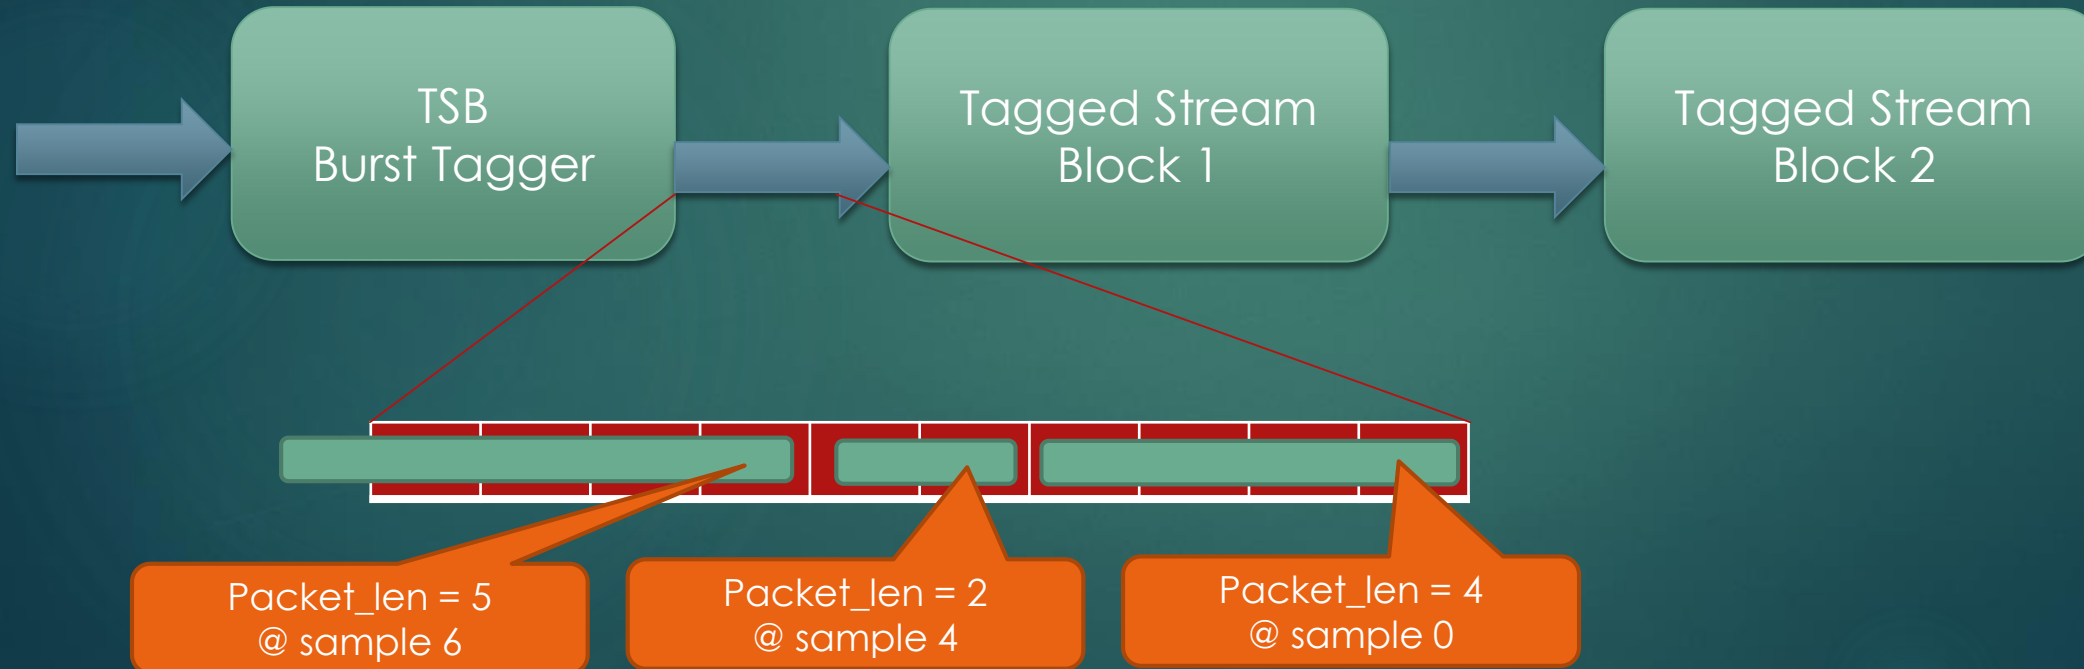 TSB
Burst Tagger
Tagged Stream
Block 1
Tagged Stream
Block 2
Packet_len = 5
@ sample 6
Packet_len = 2
@ sample 4
Packet_len = 4
@ sample 0